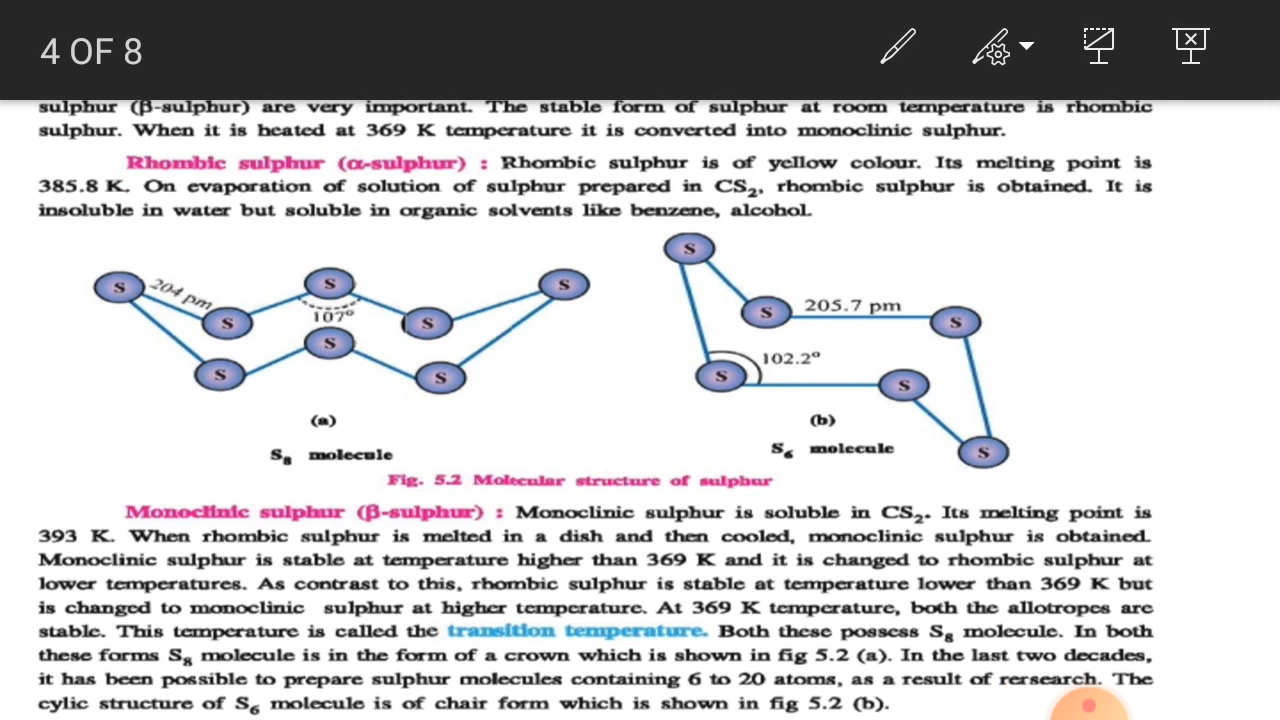 4 OF 8
sulphur (β-sulphur) are very important. The stable form of sulphur at room temperature is rhombic
sulphur. When it is heated at 369 K temperature it is converted into monoclinic sulphur.
Rhombic sulphur (α-sulphur) : Rhombic sulphur is of yellow colour. Its melting point is
385.8 K. On evaporation of solution of sulphur prepared in CS₂, rhombic sulphur is obtained. It is
insoluble in water but soluble in organic solvents like benzene, alcohol.
S 204 pm S S 107° S S
S S S
(a)
S₈ molecule
S
S 205.7 pm S
S 102.2° S
S
(b)
S₆ molecule
Fig. 5.2 Molecular structure of sulphur
Monoclinic sulphur (β-sulphur) : Monoclinic sulphur is soluble in CS₂. Its melting point is
393 K. When rhombic sulphur is melted in a dish and then cooled, monoclinic sulphur is obtained.
Monoclinic sulphur is stable at temperature higher than 369 K and it is changed to rhombic sulphur at
lower temperatures. As contrast to this, rhombic sulphur is stable at temperature lower than 369 K but
is changed to monoclinic sulphur at higher temperature. At 369 K temperature, both the allotropes are
stable. This temperature is called the transition temperature. Both these possess S₈ molecule. In both
these forms S₈ molecule is in the form of a crown which is shown in fig 5.2 (a). In the last two decades,
it has been possible to prepare sulphur molecules containing 6 to 20 atoms, as a result of rersearch. The
cylic structure of S₆ molecule is of chair form which is shown in fig 5.2 (b).